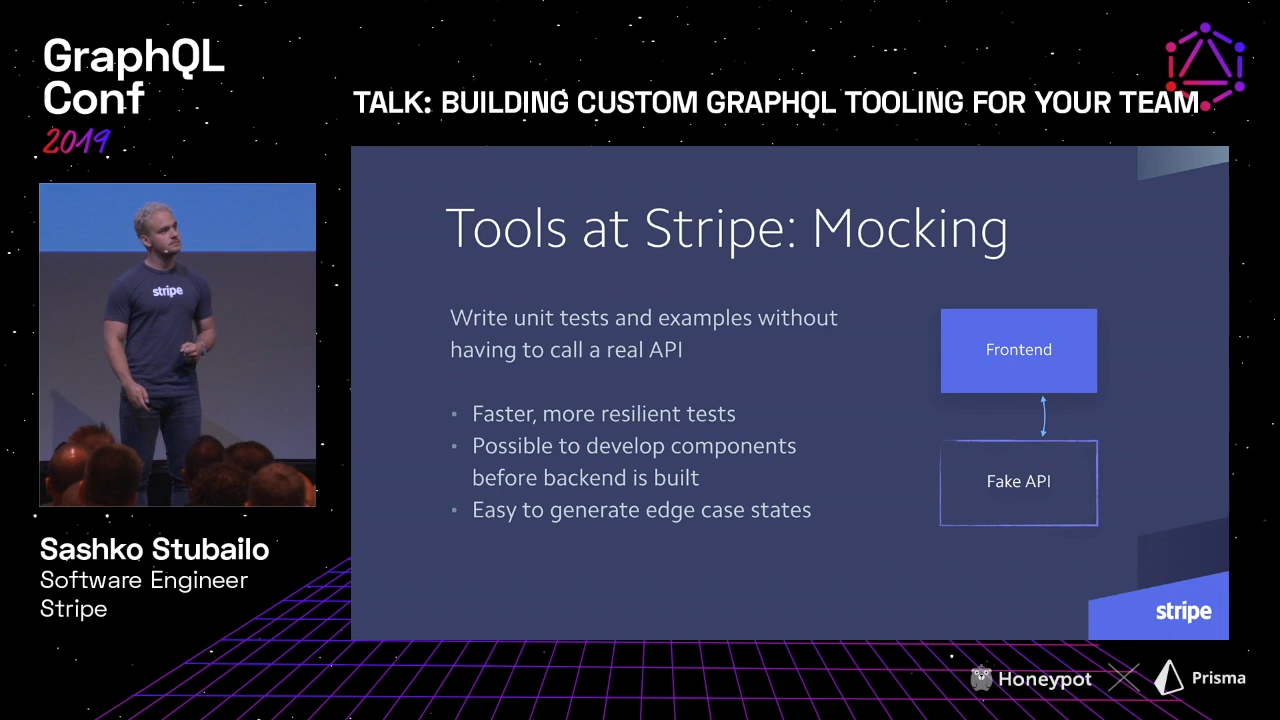 GraphQL
Conf
2019
TALK: BUILDING CUSTOM GRAPHQL TOOLING FOR YOUR TEAM
Tools at Stripe: Mocking
Write unit tests and examples without
having to call a real API
• Faster, more resilient tests
• Possible to develop components
before backend is built
• Easy to generate edge case states
Frontend
Fake API
stripe
stripe
Sashko Stubailo
Software Engineer
Stripe
Honeypot
Prisma